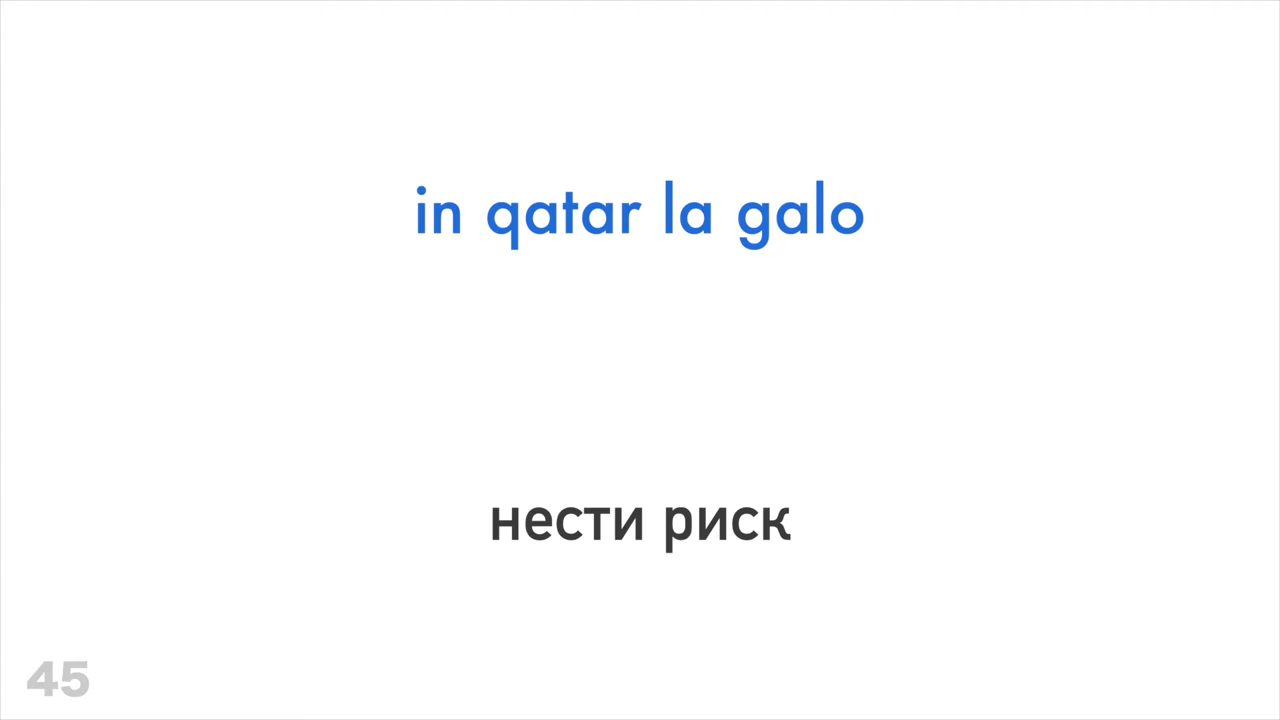 in qatar la galo
нести риск
45